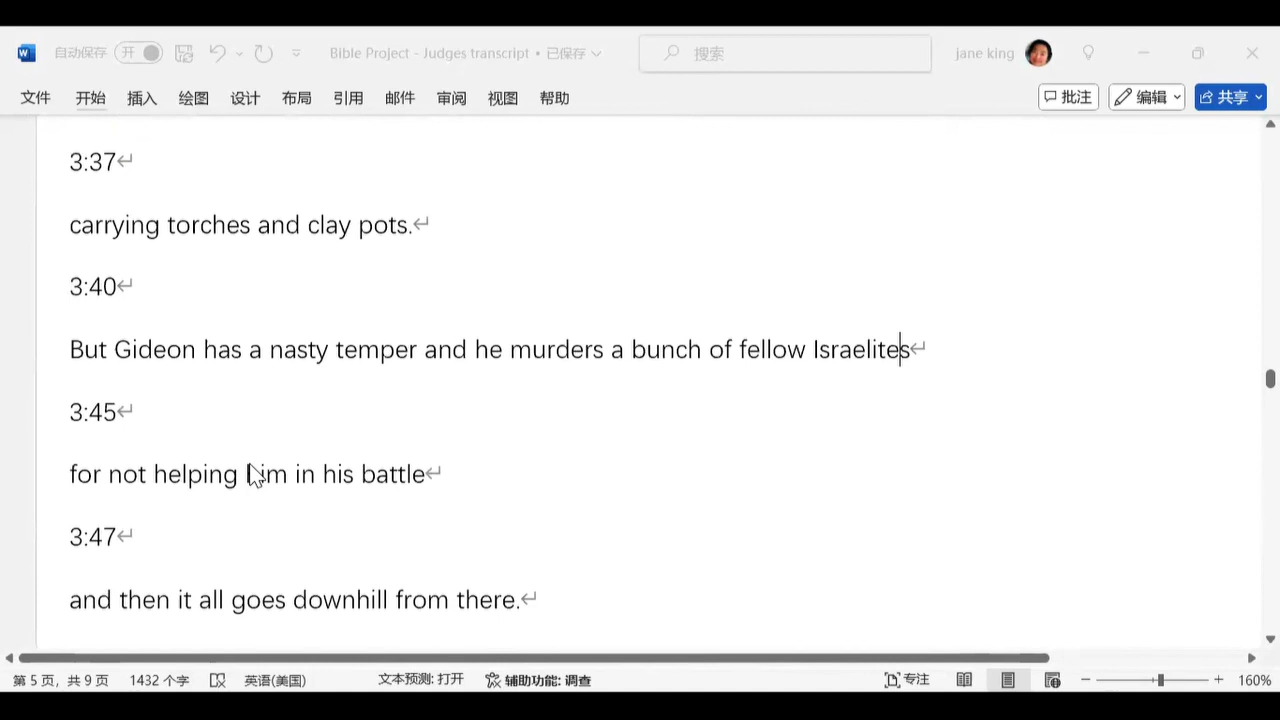 自动保存 开 Bible Project - Judges transcript • 已保存 搜索 jane king
文件 开始 插入 绘图 设计 布局 引用 邮件 审阅 视图 帮助 批注 编辑 共享
3:37
carrying torches and clay pots.
3:40
But Gideon has a nasty temper and he murders a bunch of fellow Israelites
3:45
for not helping him in his battle
3:47
and then it all goes downhill from there.
第 5 页，共 9 页 1432 个字 英语(美国) 文本预测: 打开 辅助功能: 调查 专注 160%